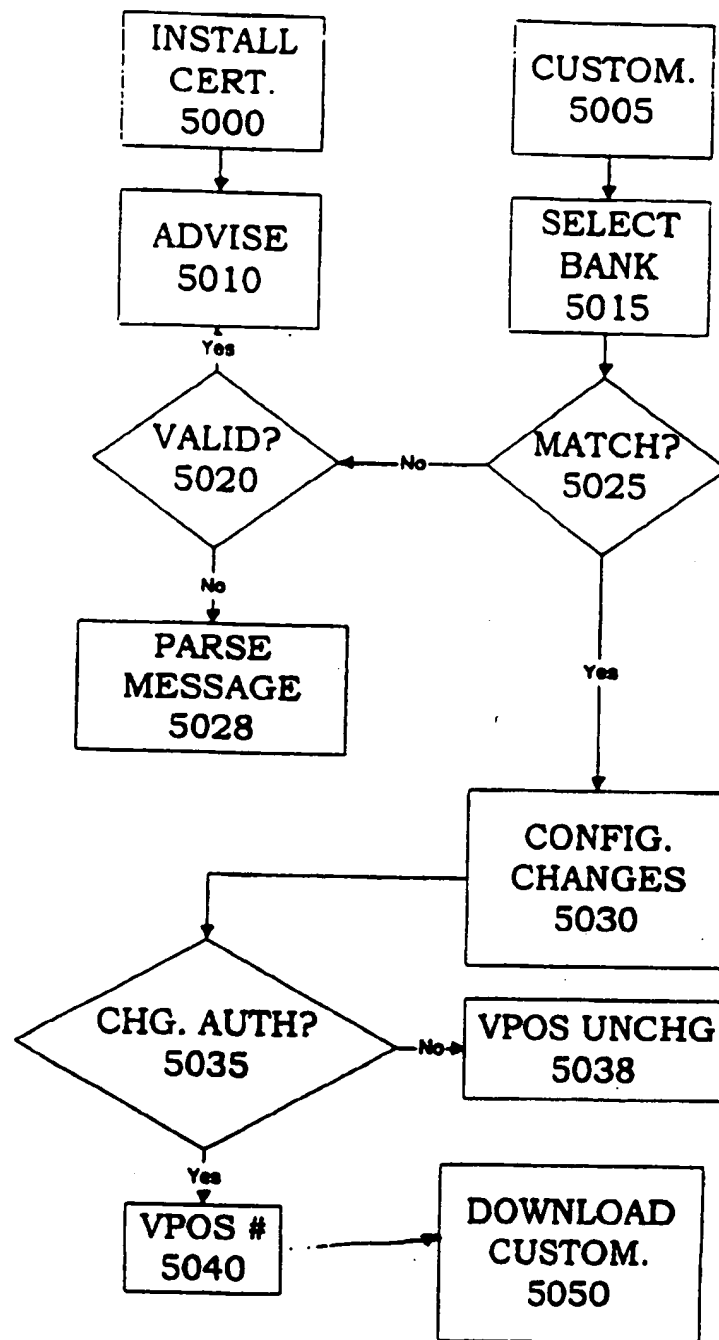 INSTALL
CERT.
5000
CUSTOM.
5005
ADVISE
5010
SELECT
BANK
5015
Yes
VALID?
5020
No
MATCH?
5025
No
PARSE
MESSAGE
5028
Yes
CONFIG.
CHANGES
5030
CHG. AUTH?
5035
No
VPOS UNCHG
5038
Yes
VPOS #
5040
DOWNLOAD
CUSTOM.
5050